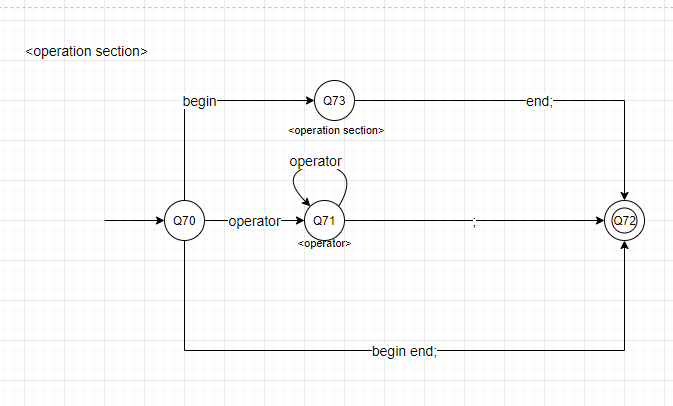 <operation section>
begin
Q73
end;
<operation section>
operator
Q70
operator
Q71
;
Q72
<operator>
begin end;